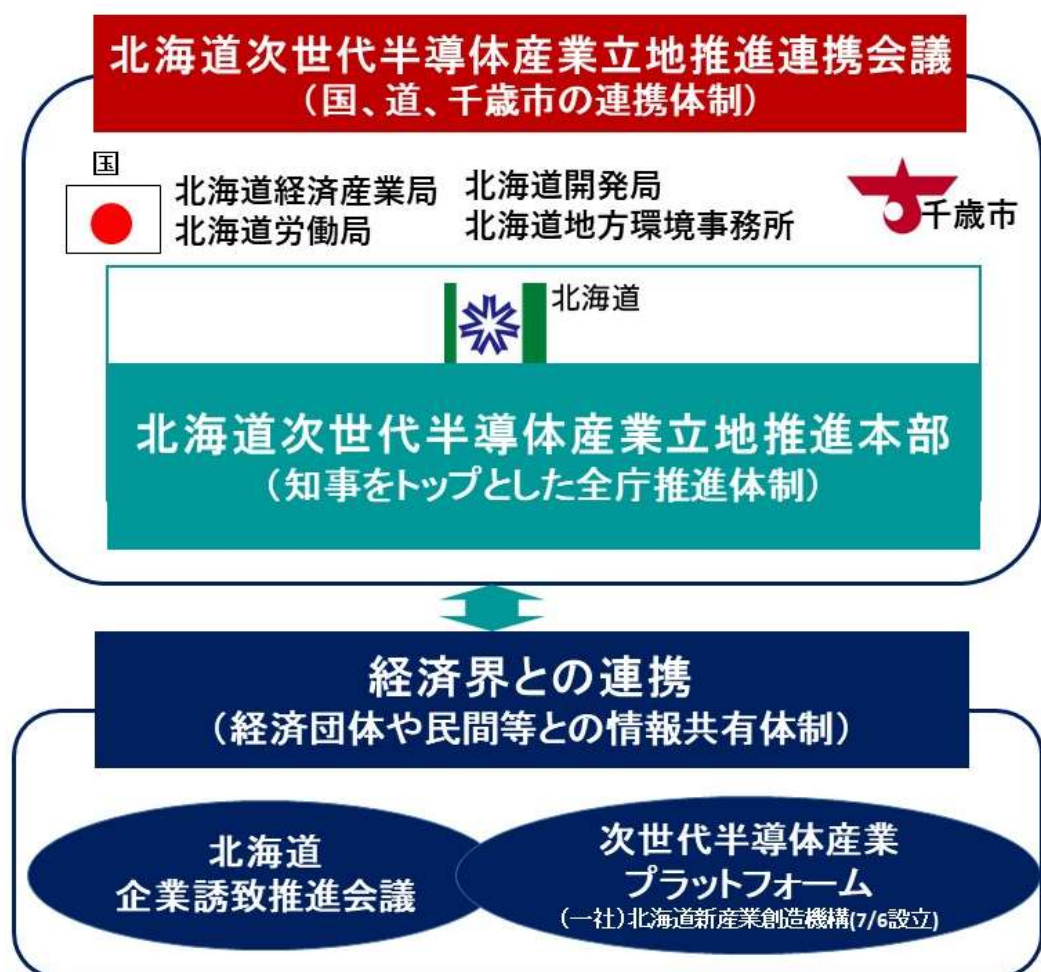 北海道次世代半導体産業立地推進連携会議
（国、道、千歳市の連携体制）
国
北海道経済産業局
北海道労働局
北海道開発局
北海道地方環境事務所
千歳市
北海道
北海道次世代半導体産業立地推進本部
（知事をトップとした全庁推進体制）
経済界との連携
（経済団体や民間等との情報共有体制）
北海道
企業誘致推進会議
次世代半導体産業
プラットフォーム
（一社）北海道新産業創造機構(7/6設立)